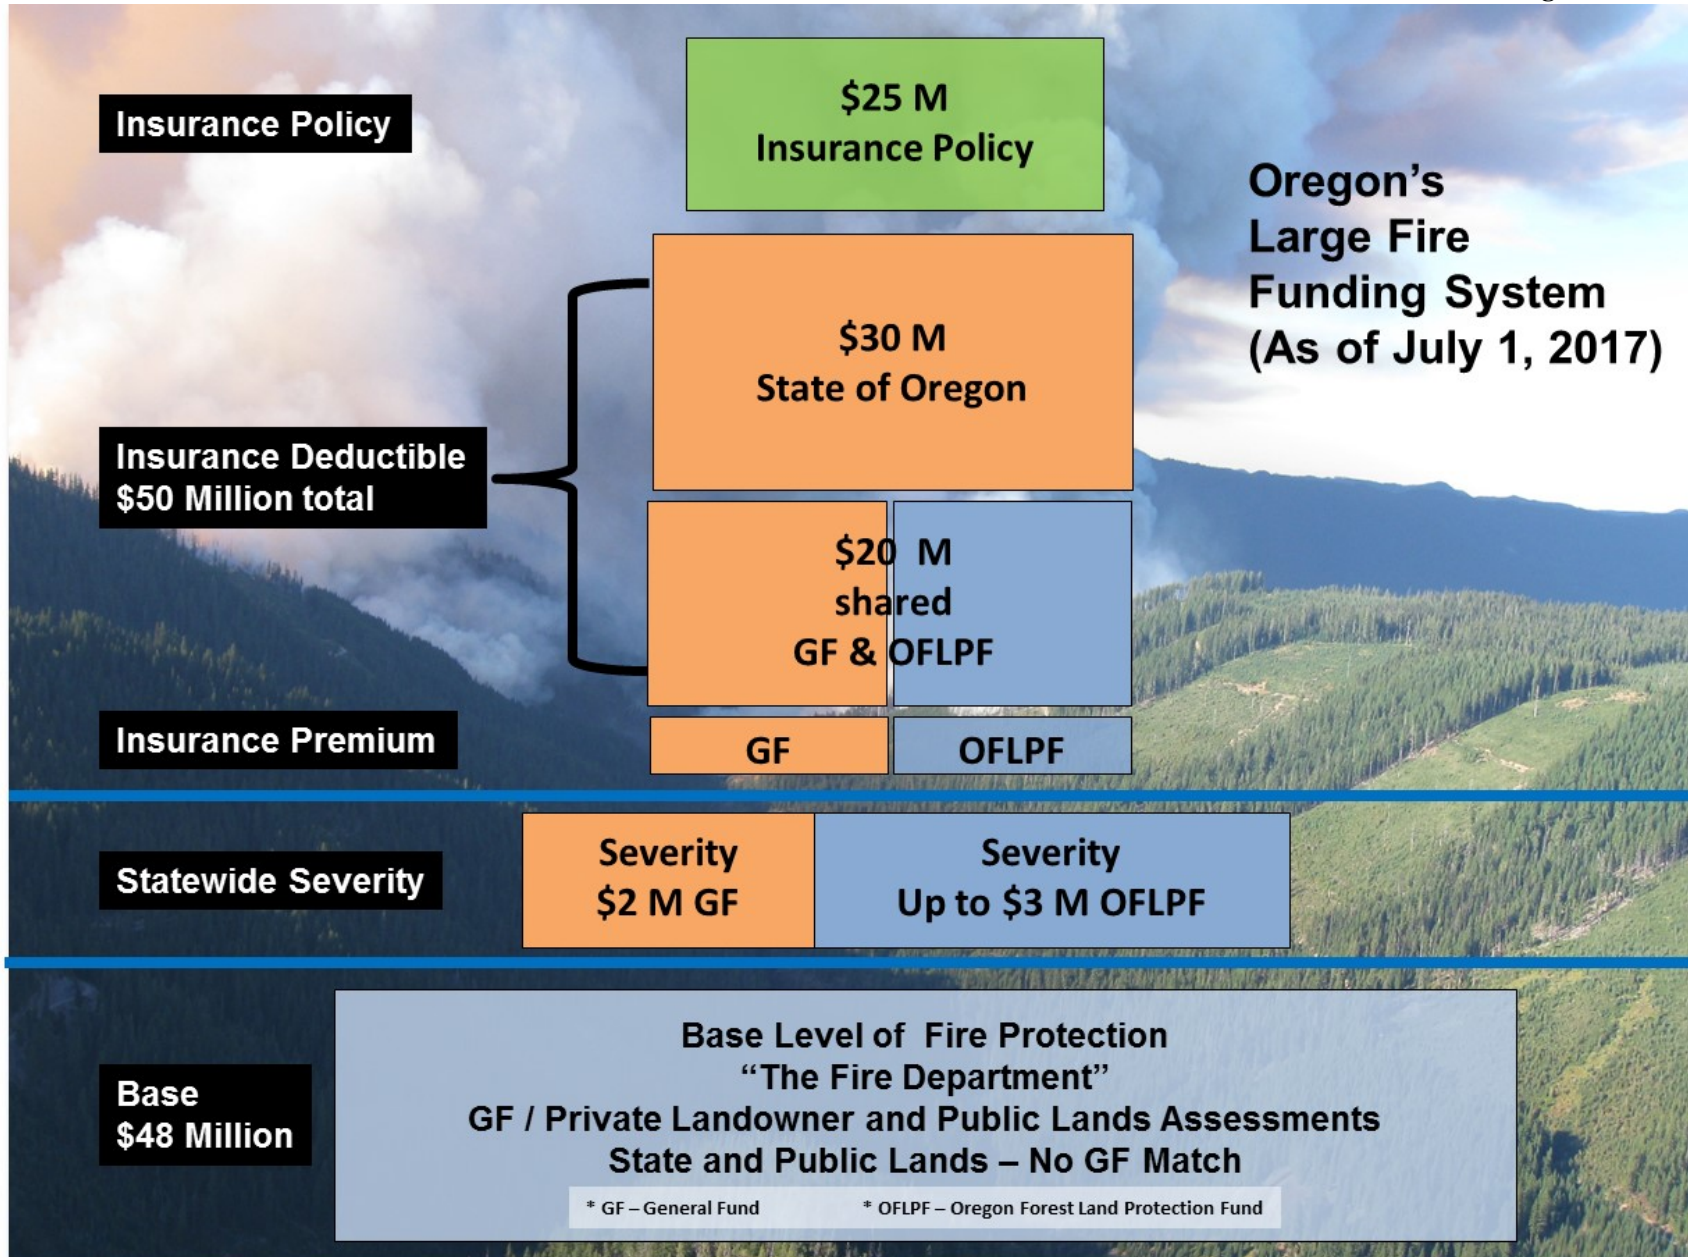 Insurance Policy
$25 M
Insurance Policy
Oregon’s
Large Fire
Funding System
(As of July 1, 2017)
$30 M
State of Oregon
Insurance Deductible
$50 Million total
$20 M
shared
GF & OFLPF
Insurance Premium
GF
OFLPF
Statewide Severity
Severity
$2 M GF
Severity
Up to $3 M OFLPF
Base
$48 Million
Base Level of Fire Protection
“The Fire Department”
GF / Private Landowner and Public Lands Assessments
State and Public Lands – No GF Match
* GF – General Fund
* OFLPF – Oregon Forest Land Protection Fund